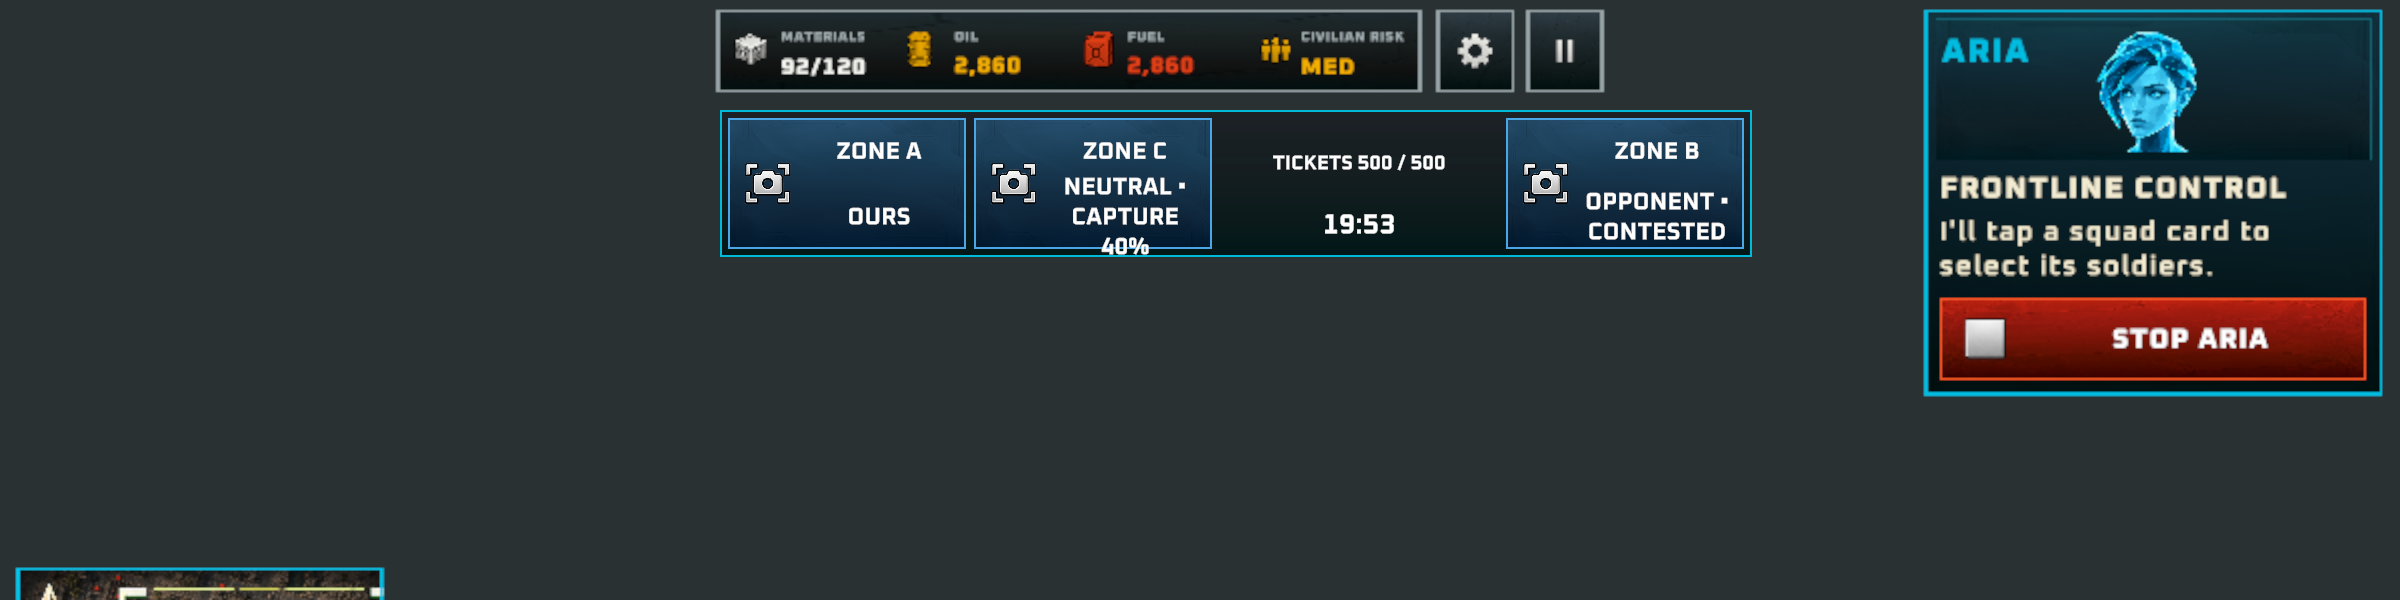 MATERIALS
92/120
OIL
2,860
FUEL
2,860
CIVILIAN RISK
MED
ZONE A
OURS
ZONE C
NEUTRAL ·
CAPTURE
40%
TICKETS 500 / 500
19:53
ZONE B
OPPONENT ·
CONTESTED
ARIA
FRONTLINE CONTROL
I'll tap a squad card to
select its soldiers.
STOP ARIA